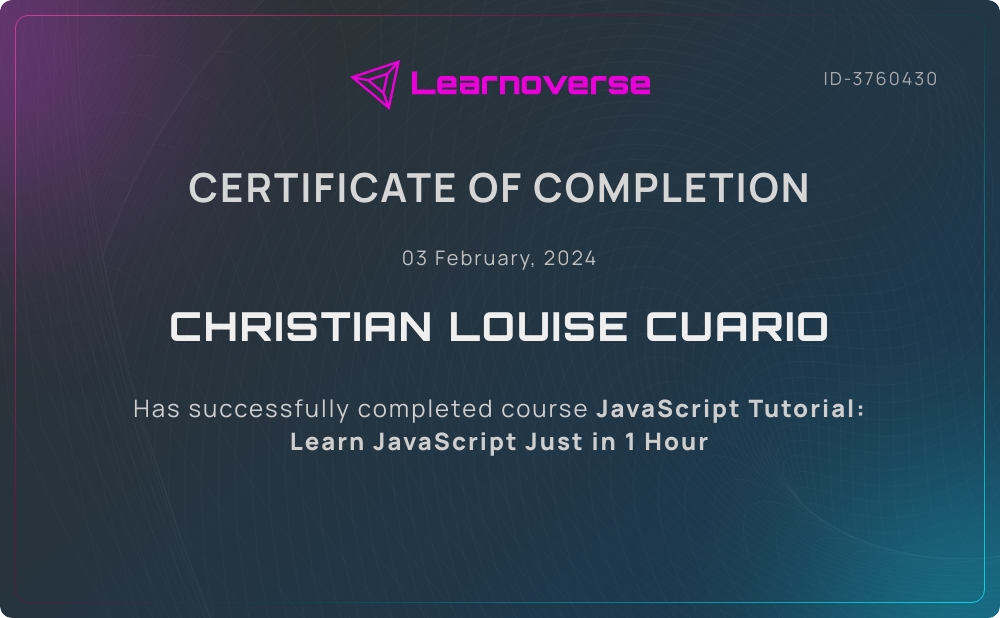 Learnoverse
ID-3760430
CERTIFICATE OF COMPLETION
03 February, 2024
CHRISTIAN LOUISE CUARIO
Has successfully completed course JavaScript Tutorial:
Learn JavaScript Just in 1 Hour